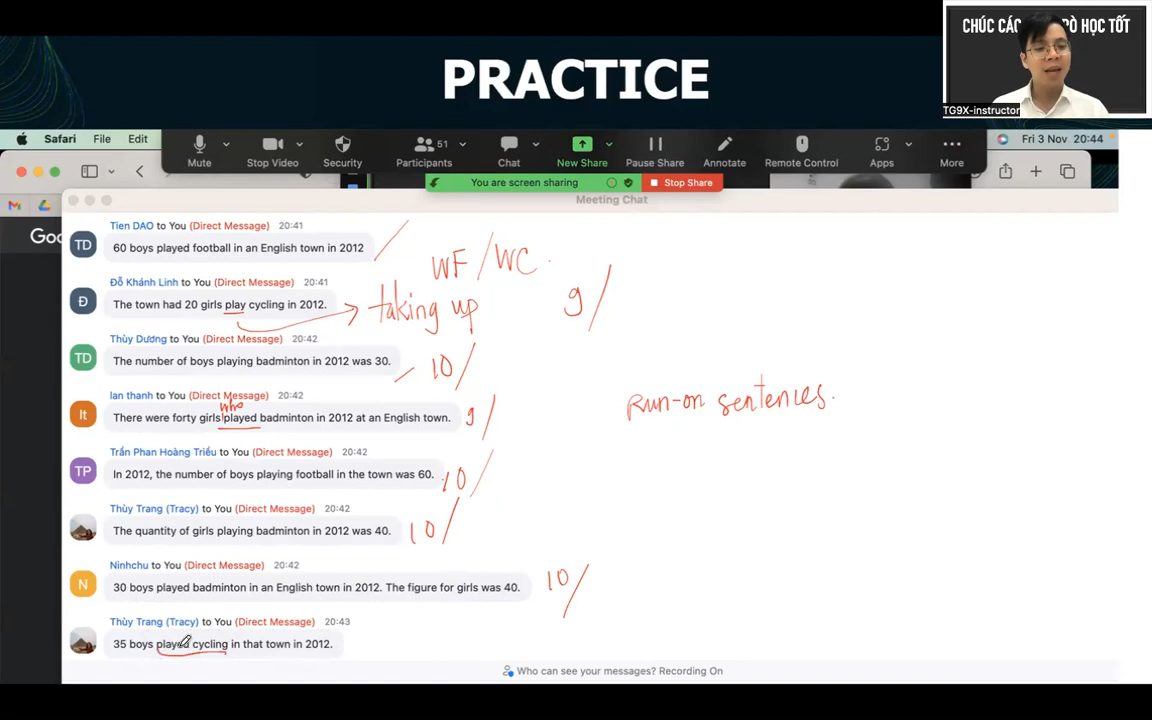 CHÚC CÁC
PÒ HỌC TỐT
TG9X-instructor
PRACTICE
Safari File Edit
Mute
Stop Video
Security
51
Participants
Chat
New Share
Pause Share
Annotate
Remote Control
Apps
More
Fri 3 Nov 20:44
You are screen sharing
Stop Share
Meeting Chat
Goo
Tien DAO to You (Direct Message) 20:41
TD
60 boys played football in an English town in 2012
WF/WC.
Đỗ Khánh Linh to You (Direct Message) 20:41
Đ
The town had 20 girls play cycling in 2012.
taking up
9/
Thùy Dương to You (Direct Message) 20:42
TD
The number of boys playing badminton in 2012 was 30.
10/
lan thanh to You (Direct Message) 20:42
who
It
There were forty girls played badminton in 2012 at an English town.
9/
Run-on sentences.
Trần Phan Hoàng Triều to You (Direct Message) 20:42
TP
In 2012, the number of boys playing football in the town was 60.
10/
Thùy Trang (Tracy) to You (Direct Message) 20:42
The quantity of girls playing badminton in 2012 was 40.
10/
Ninhchu to You (Direct Message) 20:42
N
30 boys played badminton in an English town in 2012. The figure for girls was 40.
10/
Thùy Trang (Tracy) to You (Direct Message) 20:43
35 boys played cycling in that town in 2012.
Who can see your messages? Recording On